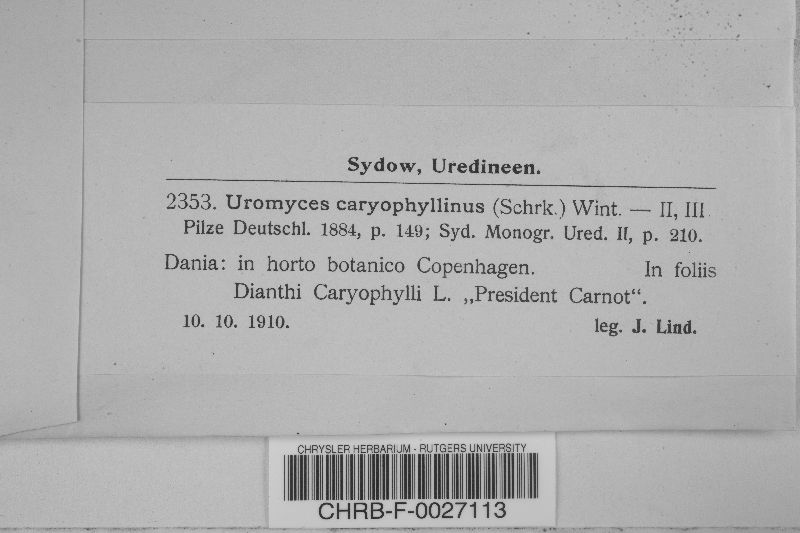 Sydow, Uredineen.
2353. Uromyces caryophyllinus (Schrk.) Wint. — II, III.
Pilze Deutschl. 1884, p. 149; Syd. Monogr. Ured. II, p. 210.
Dania: in horto botanico Copenhagen. In foliis
Dianthi Caryophylli L. „President Carnot“.
10. 10. 1910. leg. J. Lind.
CHRYSLER HERBARIUM - RUTGERS UNIVERSITY
CHRB-F-0027113